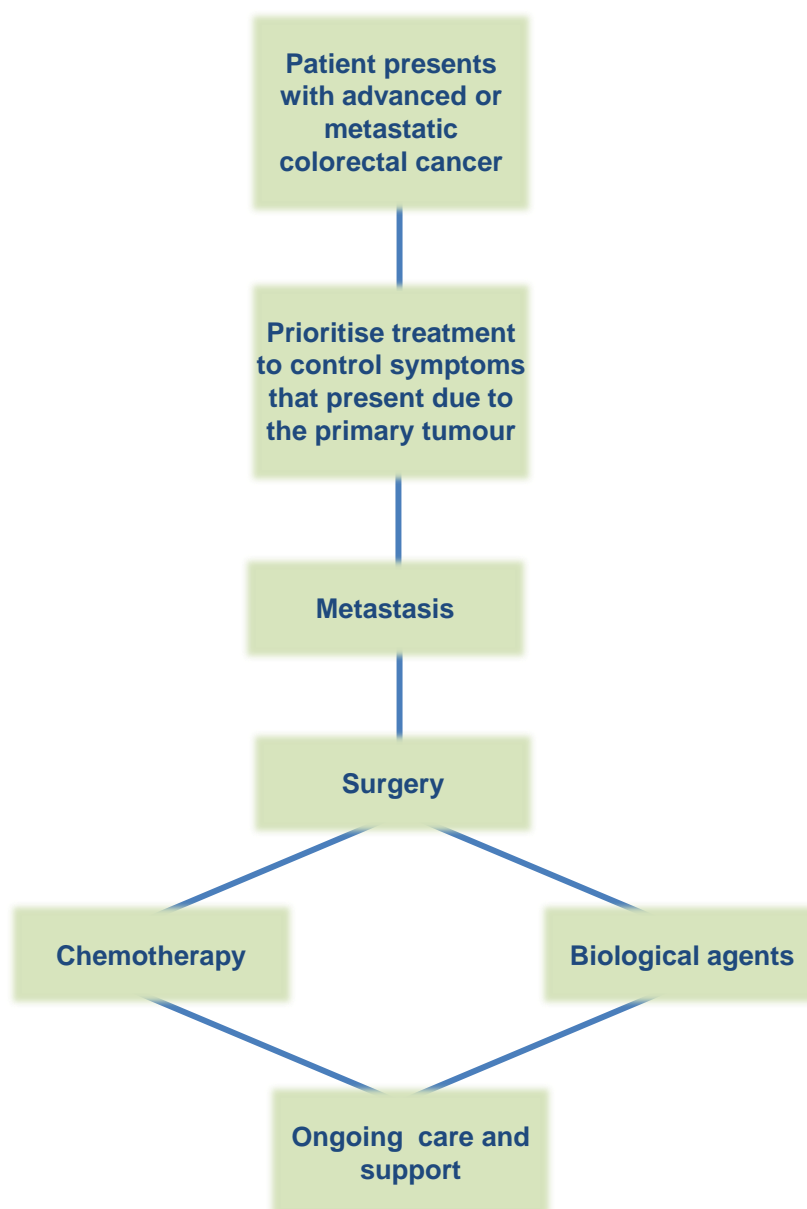 Patient presents
with advanced or
metastatic
colorectal cancer
Prioritise treatment
to control symptoms
that present due to
the primary tumour
Metastasis
Surgery
Chemotherapy
Biological agents
Ongoing care and
support